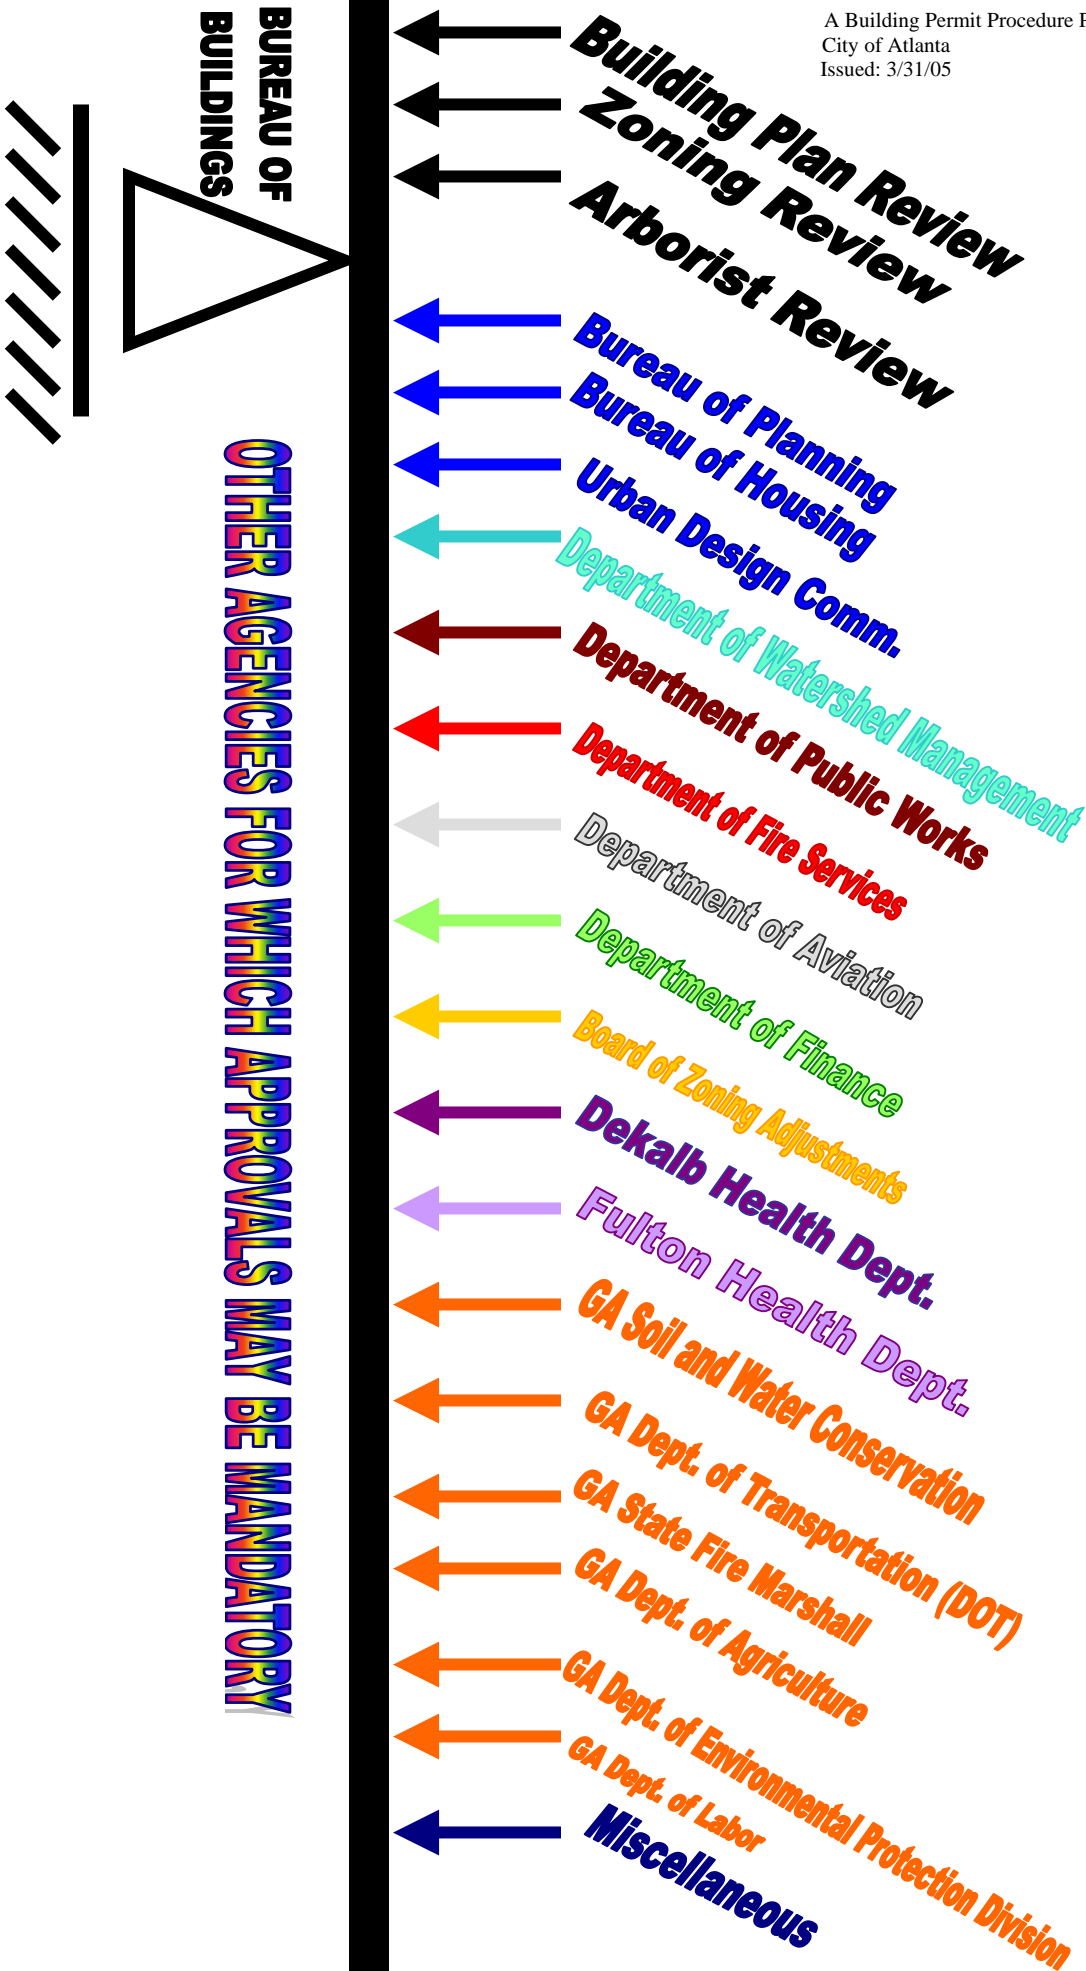 A Building Permit Procedure
City of Atlanta
Issued: 3/31/05
BUREAU OF
BUILDINGS
Building Plan Review
Zoning Review
Arborist Review
Bureau of Planning
Bureau of Housing
Urban Design Comm.
Department of Watershed Management
Department of Public Works
Department of Fire Services
Department of Aviation
Department of Finance
Board of Zoning Adjustments
Dekalb Health Dept.
Fulton Health Dept.
GA Soil and Water Conservation
GA Dept. of Transportation (DOT)
GA State Fire Marshall
GA Dept. of Agriculture
GA Dept. of Environmental Protection Division
GA Dept. of Labor
Miscellaneous
OTHER AGENCIES FOR WHICH APPROVALS MAY BE MANDATORY